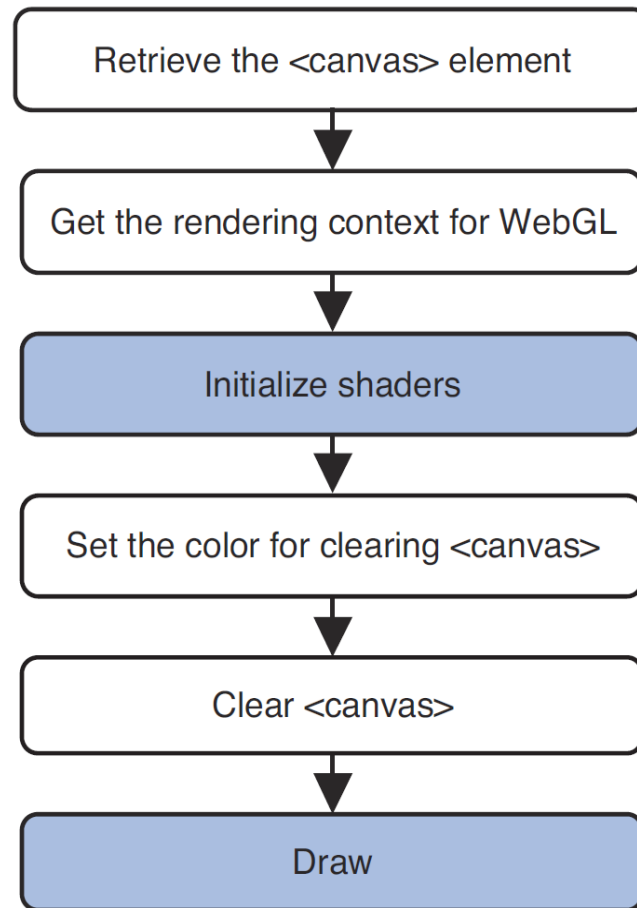 Retrieve the <canvas> element
Get the rendering context for WebGL
Initialize shaders
Set the color for clearing <canvas>
Clear <canvas>
Draw